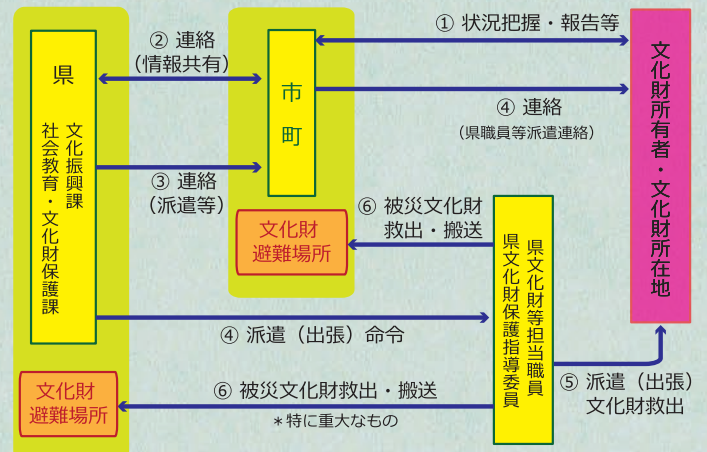 ① 状況把握・報告等
② 連絡
（情報共有）
県
文化振興課
社会教育・文化財保護課
市町
文化財所有者・文化財所在地
④ 連絡
（県職員等派遣連絡）
③ 連絡
（派遣等）
⑥ 被災文化財
救出・搬送
文化財
避難場所
県文化財等担当職員
県文化財保護指導委員
④ 派遣（出張）命令
⑤ 派遣（出張）
文化財救出
文化財
避難場所
⑥ 被災文化財救出・搬送
＊特に重大なもの